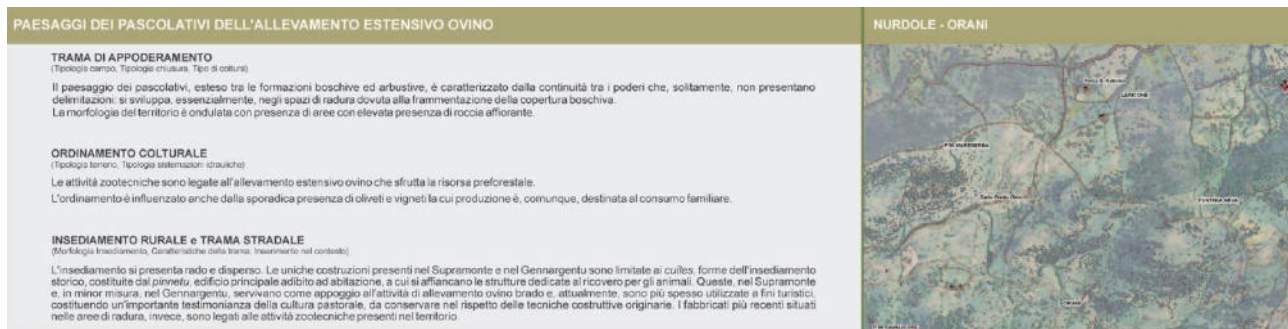 PAESAGGI DEI PASCOLATIVI DELL'ALLEVAMENTO ESTENSIVO OVINO
NURDOLE - ORANI
TRAMA DI APPODERAMENTO
(Tipologia campo, Tipologia chiusura, Tipo di coltura)
Il paesaggio dei pascolativi, esteso tra le formazioni boschive ed arbustive, è caratterizzato dalla continuità tra i poderi che, solitamente, non presentano
delimitazioni: si sviluppa, essenzialmente, negli spazi di radura dovuta alla frammentazione della copertura boschiva.
La morfologia del territorio è ondulata con presenza di aree con elevata presenza di roccia affiorante.
ORDINAMENTO COLTURALE
(Tipologia terreno, Tipologia sistemazioni idrauliche)
Le attività zootecniche sono legate all'allevamento estensivo ovino che sfrutta la risorsa preforestale.
L'ordinamento è influenzato anche dalla sporadica presenza di oliveti e vigneti la cui produzione è, comunque, destinata al consumo familiare.
INSEDIAMENTO RURALE e TRAMA STRADALE
(Morfologia Insediamento, Caratteristiche della trama, Inserimento nel contesto)
L'insediamento si presenta rado e disperso. Le uniche costruzioni presenti nel Supramonte e nel Gennargentu sono limitate ai cuiles, forme dell'insediamento
storico, costituite dal pinnetu, edificio principale adibito ad abitazione, a cui si affiancano le strutture dedicate al ricovero per gli animali. Queste, nel Supramonte
e, in minor misura, nel Gennargentu, servivano come appoggio all'attività di allevamento ovino brado e, attualmente, sono più spesso utilizzate a fini turistici,
costituendo un'importante testimonianza della cultura pastorale, da conservare nel rispetto delle tecniche costruttive originarie. I fabbricati più recenti situati
nelle aree di radura, invece, sono legati alle attività zootecniche presenti nel territorio.